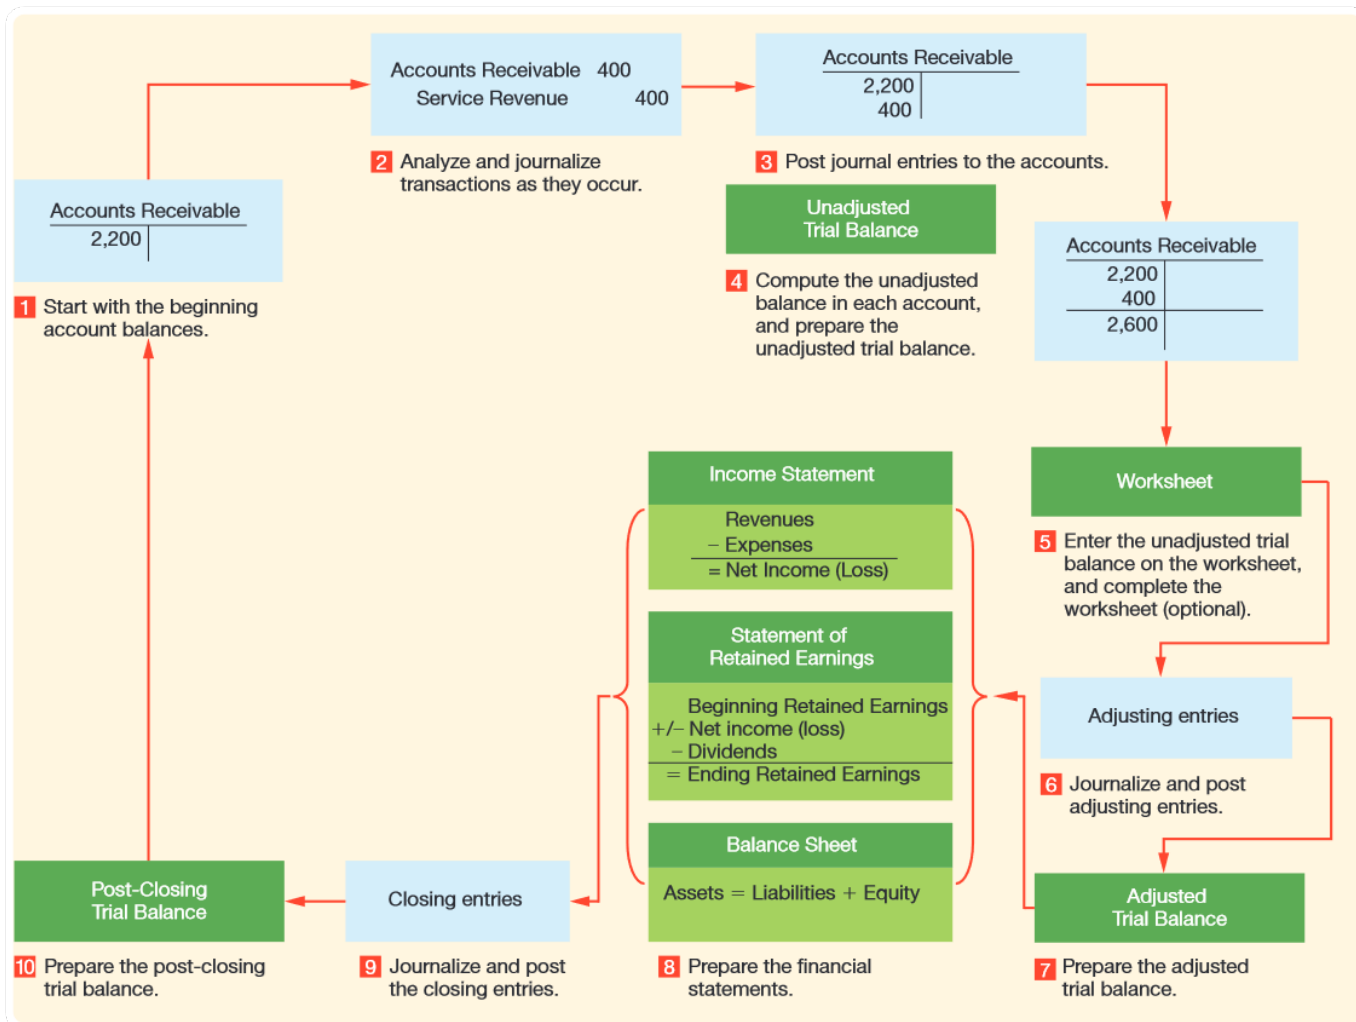 Accounts Receivable
2,200
1 Start with the beginning
account balances.
Accounts Receivable 400
Service Revenue 400
2 Analyze and journalize
transactions as they occur.
Accounts Receivable
2,200
400
3 Post journal entries to the accounts.
Unadjusted
Trial Balance
4 Compute the unadjusted
balance in each account,
and prepare the
unadjusted trial balance.
Accounts Receivable
2,200
400
2,600
Worksheet
5 Enter the unadjusted trial
balance on the worksheet,
and complete the
worksheet (optional).
Adjusting entries
6 Journalize and post
adjusting entries.
Adjusted
Trial Balance
7 Prepare the adjusted
trial balance.
Income Statement
Revenues
– Expenses
= Net Income (Loss)
Statement of
Retained Earnings
Beginning Retained Earnings
+/– Net income (loss)
– Dividends
= Ending Retained Earnings
Balance Sheet
Assets = Liabilities + Equity
8 Prepare the financial
statements.
Closing entries
9 Journalize and post
the closing entries.
Post-Closing
Trial Balance
10 Prepare the post-closing
trial balance.